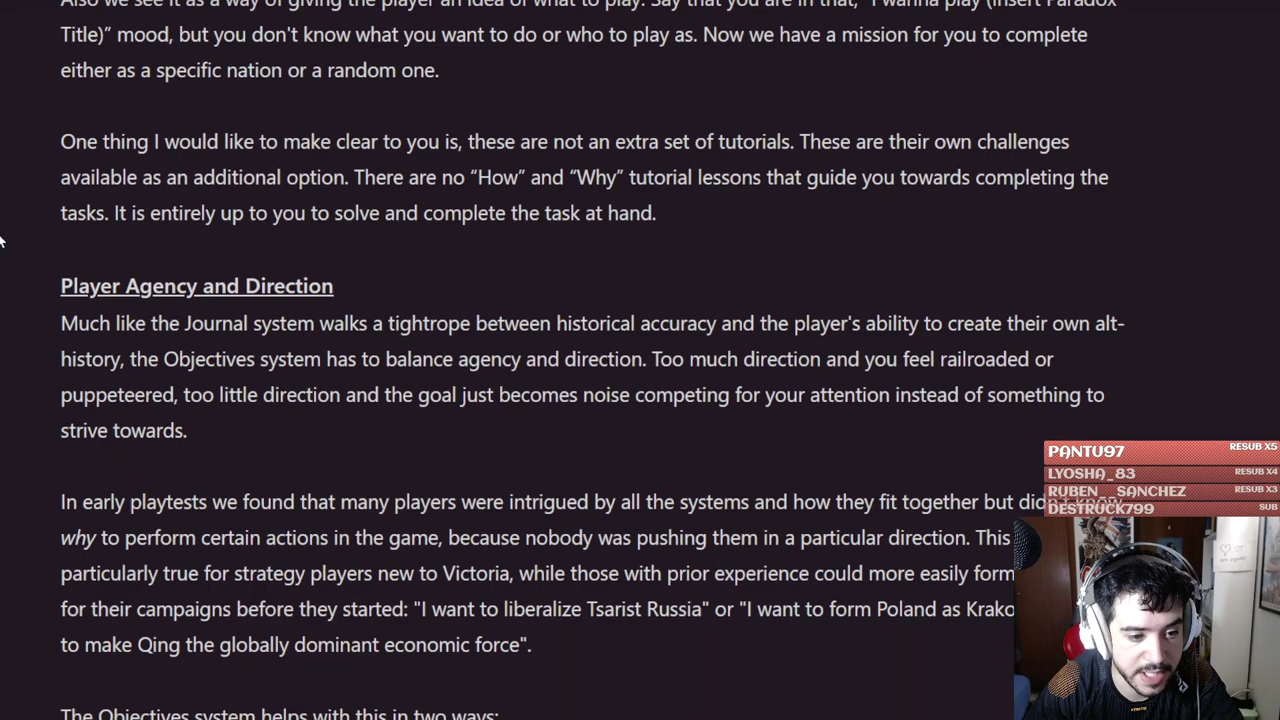 Also we see it as a way of giving the player an idea of what to play. Say that you are in that, "I wanna play (Insert Paradox
Title)” mood, but you don't know what you want to do or who to play as. Now we have a mission for you to complete
either as a specific nation or a random one.
One thing I would like to make clear to you is, these are not an extra set of tutorials. These are their own challenges
available as an additional option. There are no “How” and “Why” tutorial lessons that guide you towards completing the
tasks. It is entirely up to you to solve and complete the task at hand.
Player Agency and Direction
Much like the Journal system walks a tightrope between historical accuracy and the player's ability to create their own alt-
history, the Objectives system has to balance agency and direction. Too much direction and you feel railroaded or
puppeteered, too little direction and the goal just becomes noise competing for your attention instead of something to
strive towards.
In early playtests we found that many players were intrigued by all the systems and how they fit together but didn't know
why to perform certain actions in the game, because nobody was pushing them in a particular direction. This
particularly true for strategy players new to Victoria, while those with prior experience could more easily form
for their campaigns before they started: "I want to liberalize Tsarist Russia" or "I want to form Poland as Krako
to make Qing the globally dominant economic force".
The Objectives system helps with this in two ways:
PANTU97 RESUB X5
LYOSHA_83 RESUB X4
RUBEN__SANCHEZ RESUB X3
DESTRUCK799 SUB